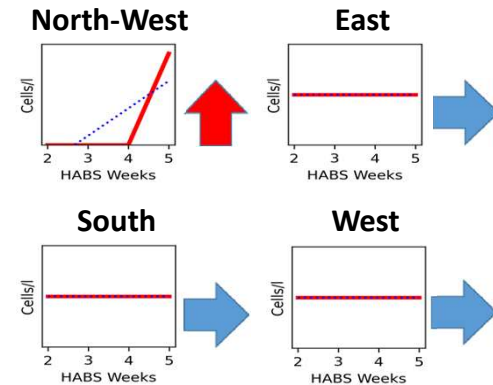 North-West
Cells/l
2 3 4 5
HABS Weeks
East
Cells/l
2 3 4 5
HABS Weeks
South
Cells/l
2 3 4 5
HABS Weeks
West
Cells/l
2 3 4 5
HABS Weeks